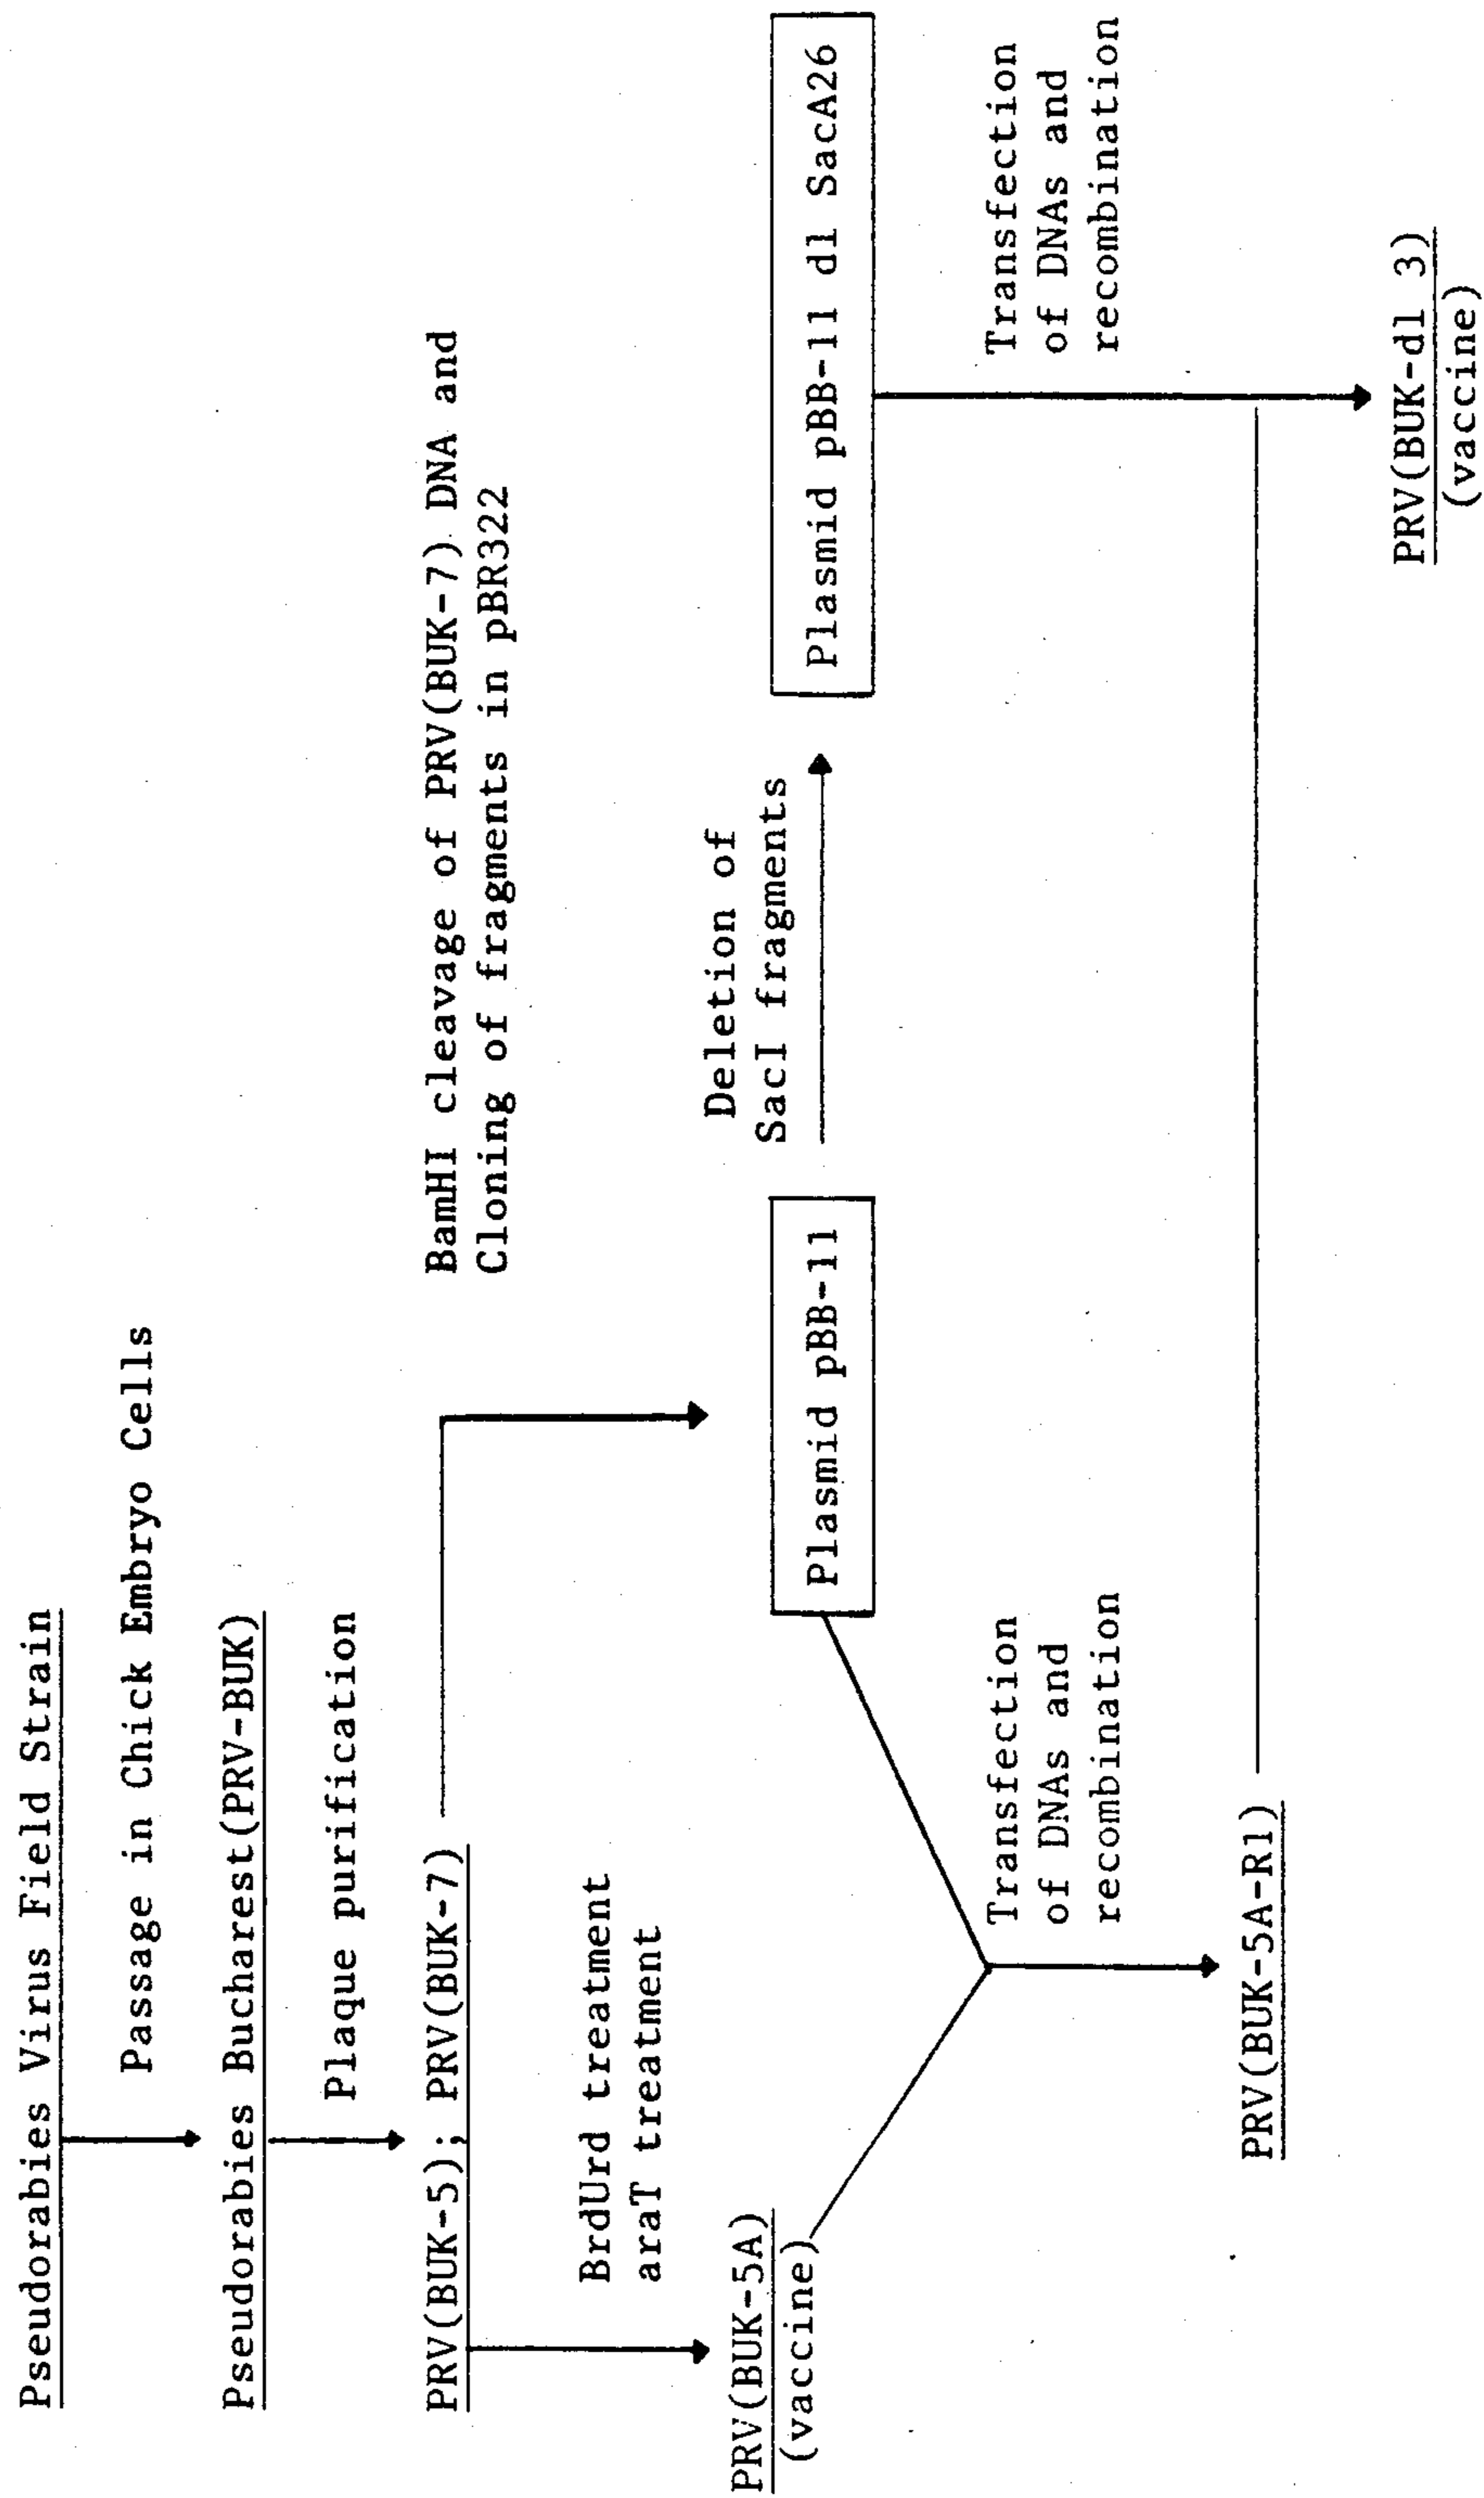 Pseudorabies Virus Field Strain
Passage in Chick Embryo Cells
Pseudorabies Bucharest(PRV-BUK)
Plaque purification
PRV(BUK-5); PRV(BUK-7)
BamHI cleavage of PRV(BUK-7) DNA and
Cloning of fragments in pBR322
BrdUrd treatment
araT treatment
Deletion of
SacI fragments
PRV(BUK-5A)
(vaccine)
Plasmid pBB-11
Plasmid pBB-11 dl SacA26
Transfection
of DNAs and
recombination
Transfection
of DNAs and
recombination
PRV(BUK-5A-R1)
PRV(BUK-dl 3)
(vaccine)